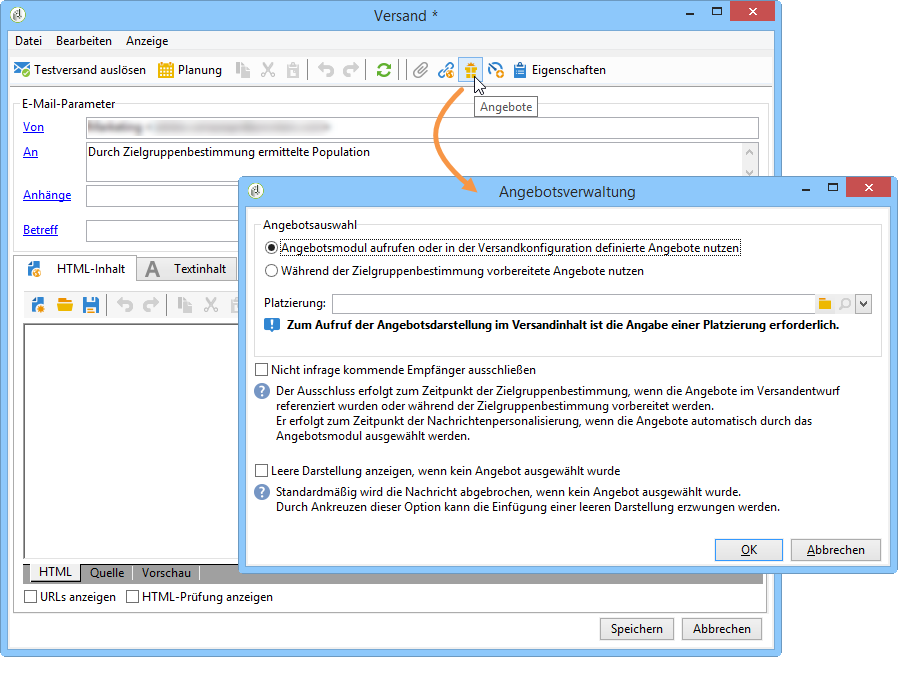 Versand *
Datei Bearbeiten Anzeige
Testversand auslösen Planung Eigenschaften
Angebote
E-Mail-Parameter
Von
An Durch Zielgruppenbestimmung ermittelte Population
Anhänge
Betreff
HTML-Inhalt Textinhalt
Angebotsverwaltung
Angebotsauswahl
Angebotsmodul aufrufen oder in der Versandkonfiguration definierte Angebote nutzen
Während der Zielgruppenbestimmung vorbereitete Angebote nutzen
Platzierung:
Zum Aufruf der Angebotsdarstellung im Versandinhalt ist die Angabe einer Platzierung erforderlich.
Nicht infrage kommende Empfänger ausschließen
Der Ausschluss erfolgt zum Zeitpunkt der Zielgruppenbestimmung, wenn die Angebote im Versandentwurf
referenziert wurden oder während der Zielgruppenbestimmung vorbereitet werden.
Er erfolgt zum Zeitpunkt der Nachrichtenpersonalisierung, wenn die Angebote automatisch durch das
Angebotsmodul ausgewählt werden.
Leere Darstellung anzeigen, wenn kein Angebot ausgewählt wurde
Standardmäßig wird die Nachricht abgebrochen, wenn kein Angebot ausgewählt wurde.
Durch Ankreuzen dieser Option kann die Einfügung einer leeren Darstellung erzwungen werden.
OK Abbrechen
HTML Quelle Vorschau
URLs anzeigen HTML-Prüfung anzeigen
Speichern Abbrechen